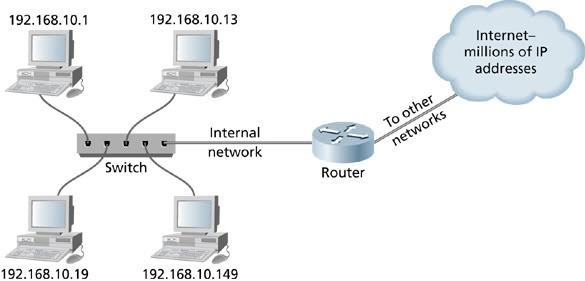 192.168.10.1
192.168.10.13
Internet–
millions of IP
addresses
To other
networks
Internal
network
Switch
Router
192.168.10.19
192.168.10.149